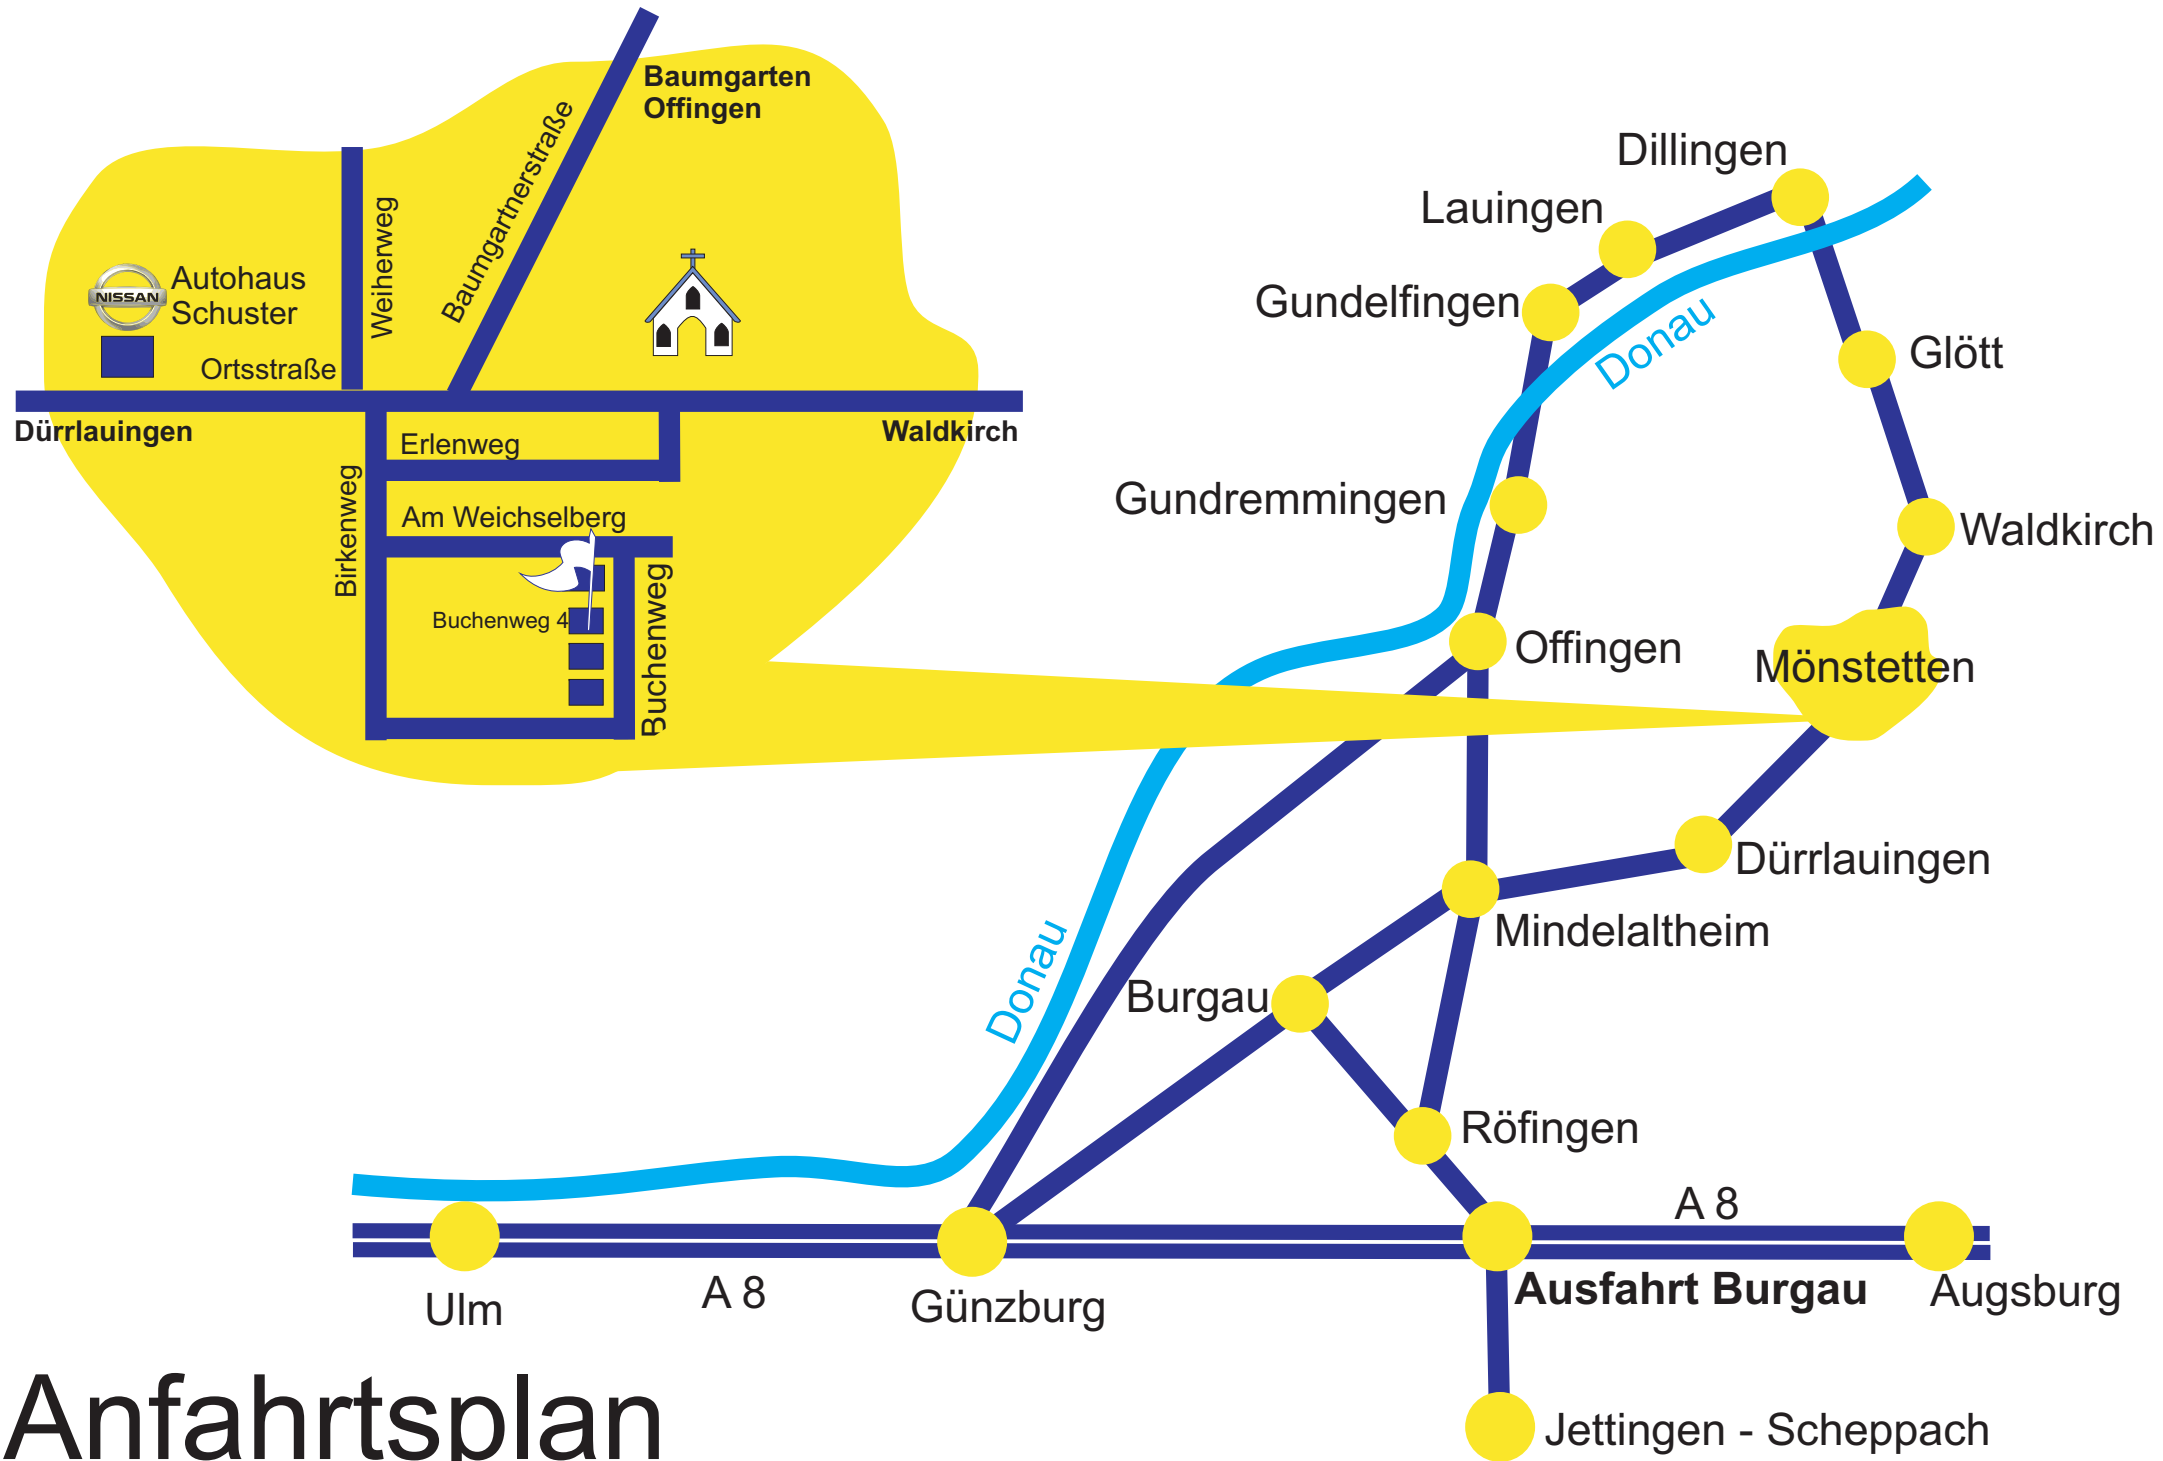 Baumgarten
Offingen
Baumgartnerstraße
Weiherweg
NISSAN
Autohaus
Schuster
Ortsstraße
Dürrlauingen
Waldkirch
Erlenweg
Birkenweg
Am Weichselberg
Buchenweg 4
Buchenweg
Dillingen
Lauingen
Gundelfingen
Donau
Glött
Gundremmingen
Waldkirch
Offingen
Mönstetten
Dürrlauingen
Mindelaltheim
Donau
Burgau
Röfingen
A 8
A 8
Ulm
Günzburg
Ausfahrt Burgau
Augsburg
Jettingen - Scheppach
Anfahrtsplan